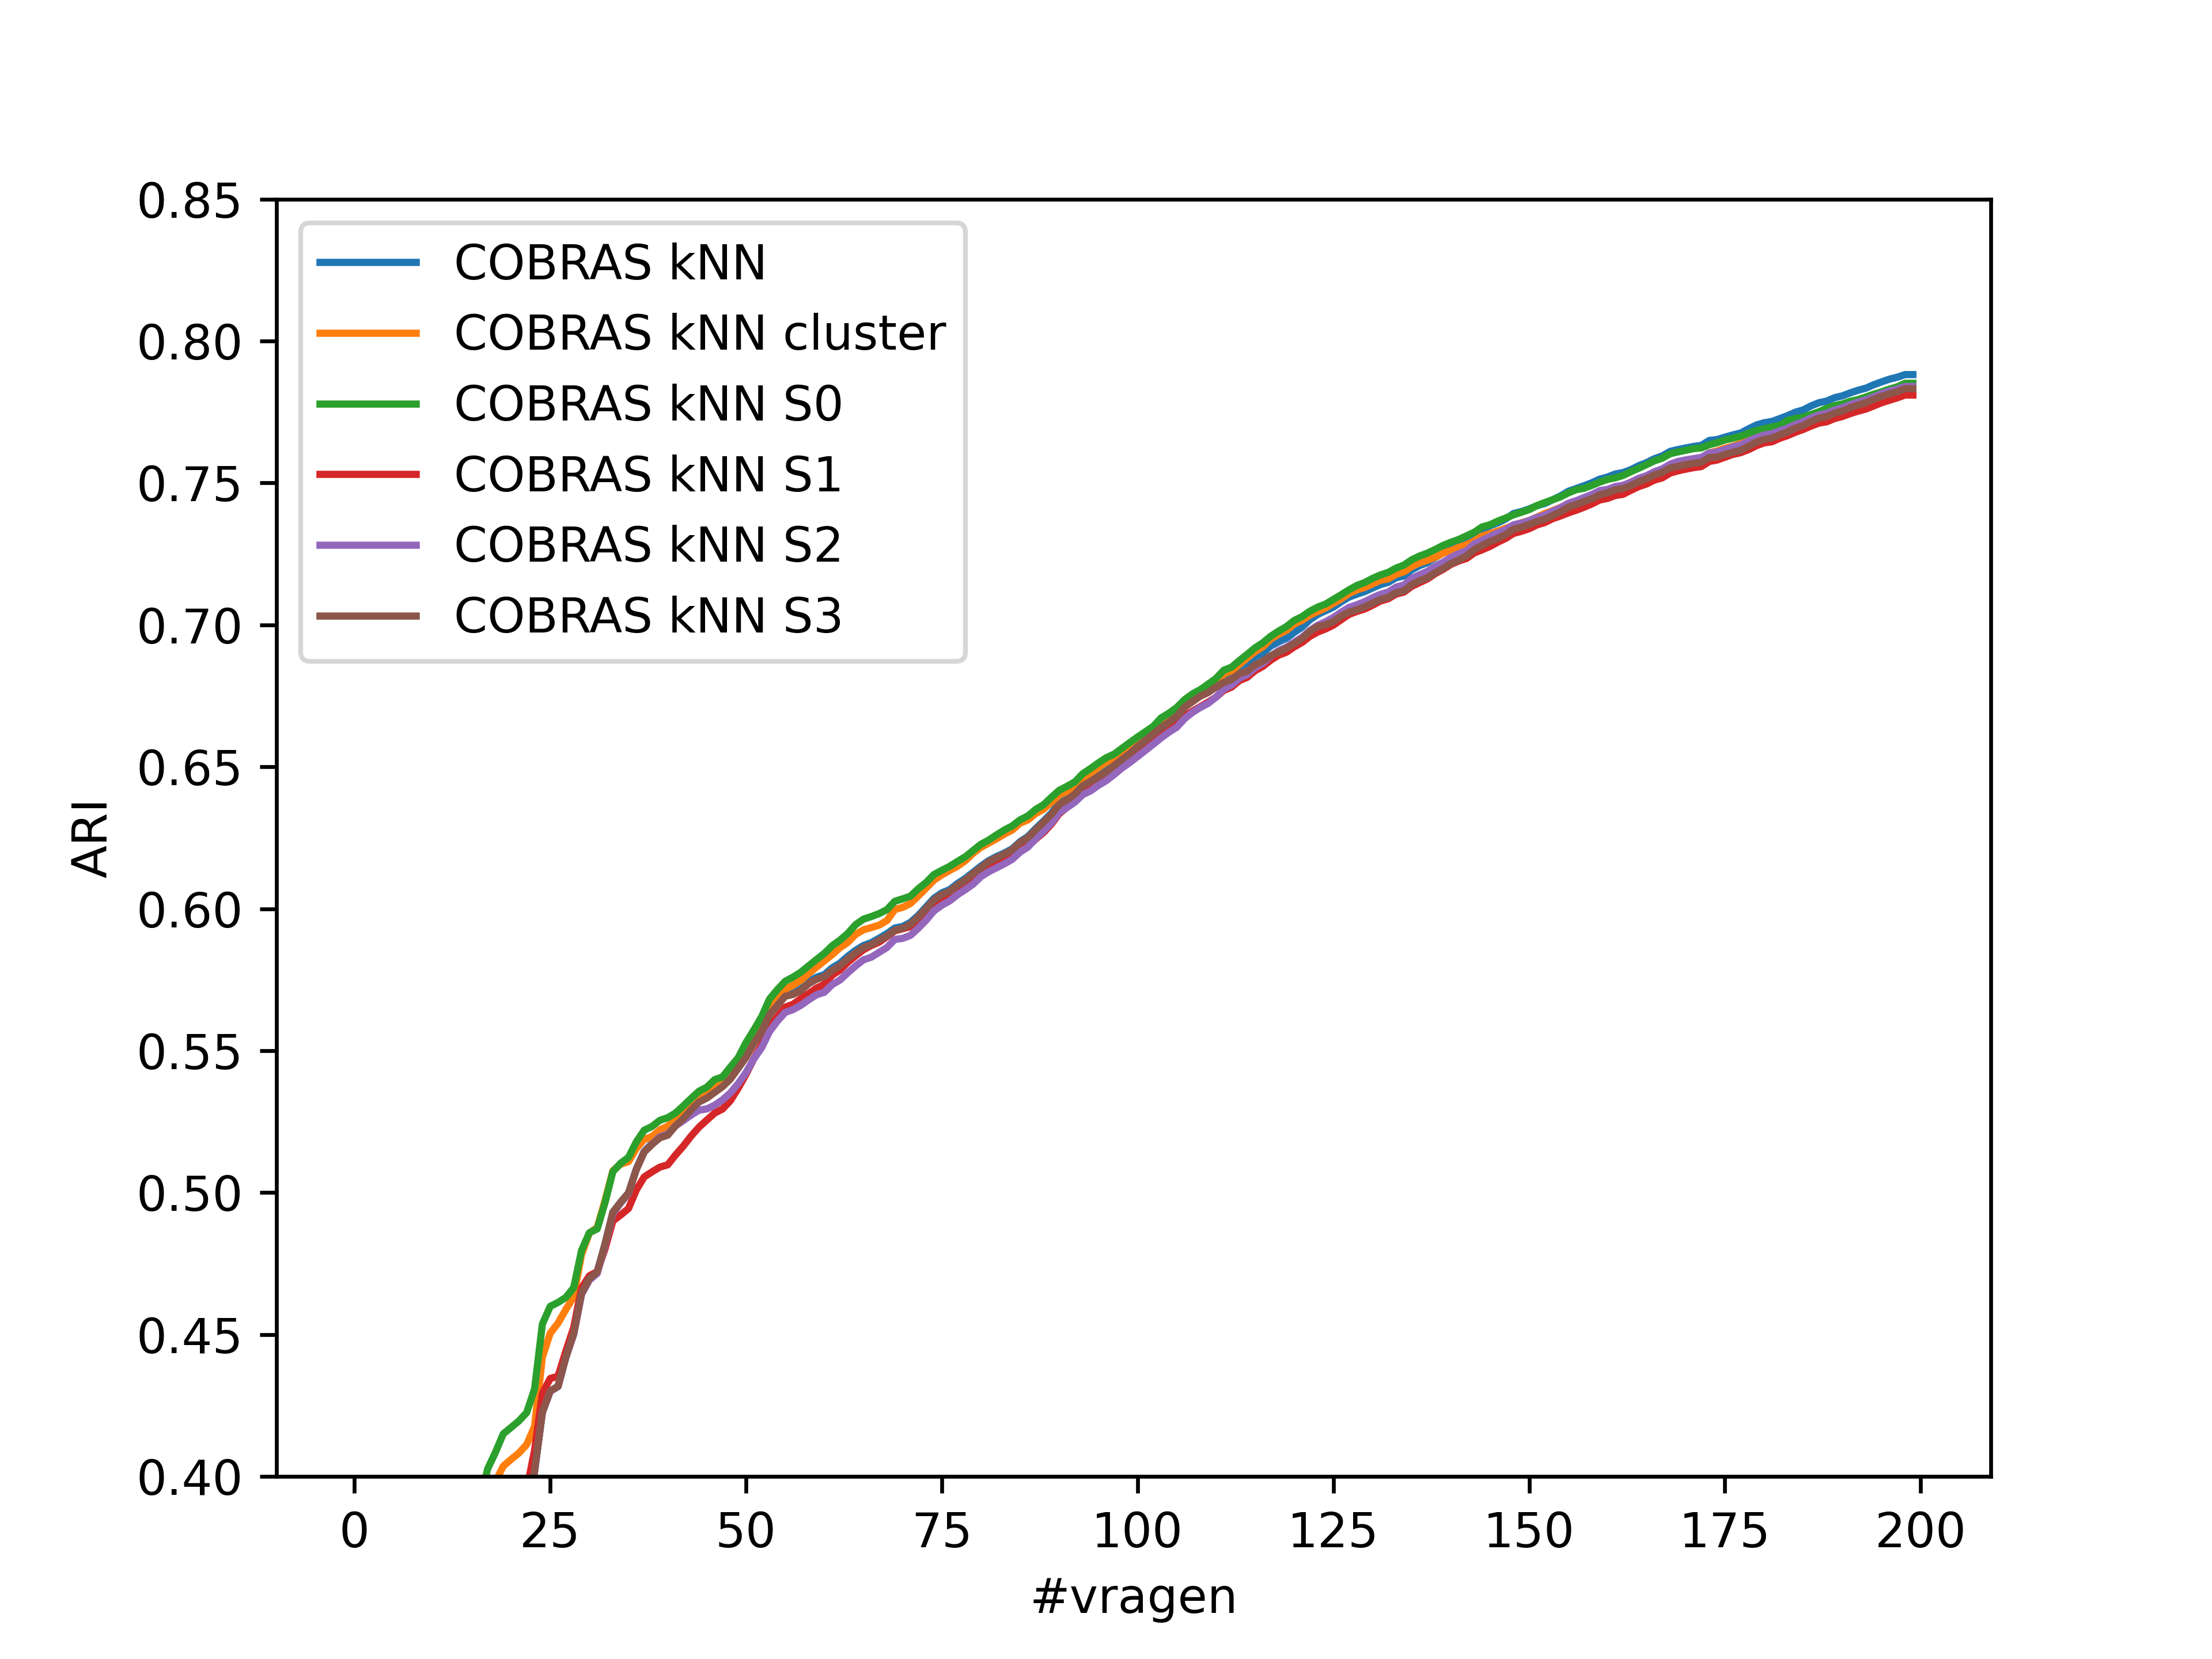 0.85
0.80
0.75
0.70
0.65
0.60
0.55
0.50
0.45
0.40
ARI
COBRAS kNN
COBRAS kNN cluster
COBRAS kNN S0
COBRAS kNN S1
COBRAS kNN S2
COBRAS kNN S3
0 25 50 75 100 125 150 175 200
#vragen